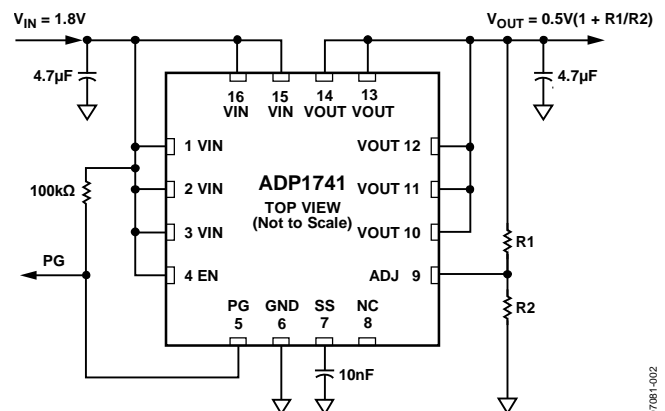 VIN = 1.8V
VOUT = 0.5V(1 + R1/R2)
4.7µF
4.7µF
16
VIN
15
VIN
14
VOUT
13
VOUT
1 VIN
2 VIN
3 VIN
4 EN
100kΩ
PG
ADP1741
TOP VIEW
(Not to Scale)
VOUT 12
VOUT 11
VOUT 10
ADJ 9
R1
R2
PG
5
GND
6
SS
7
NC
8
10nF
7081-002